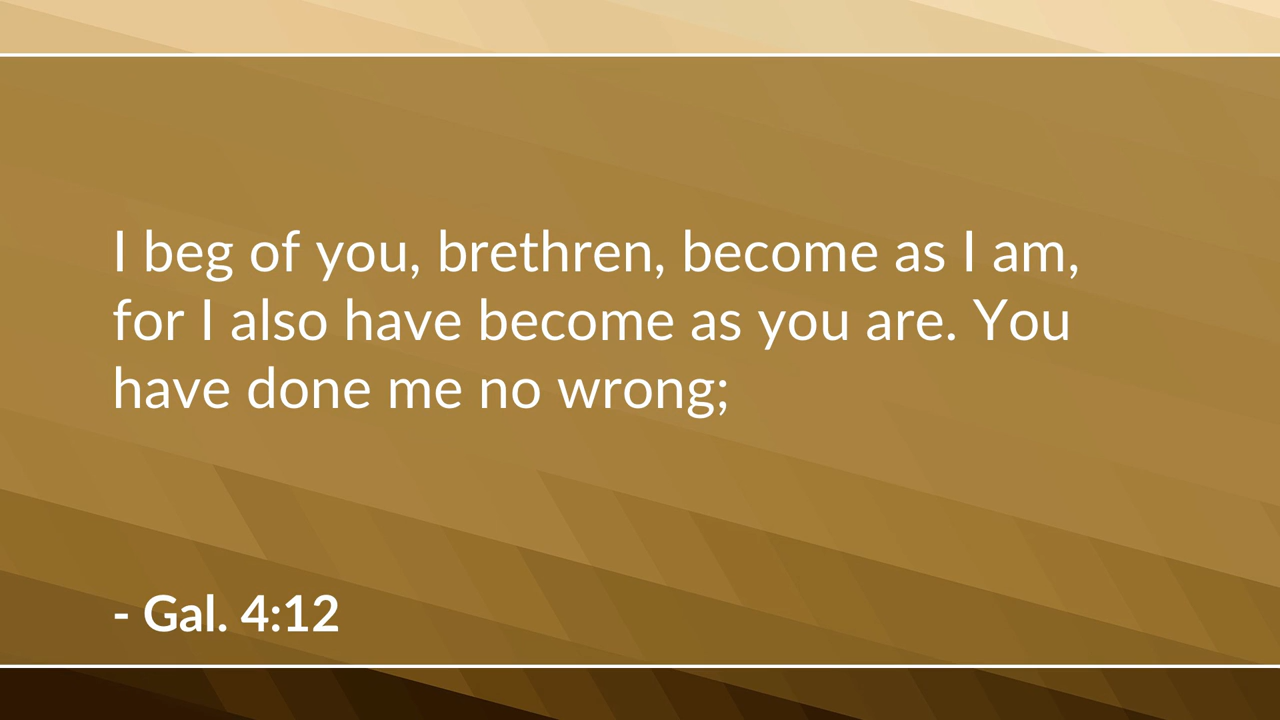 I beg of you, brethren, become as I am,
for I also have become as you are. You
have done me no wrong;
- Gal. 4:12